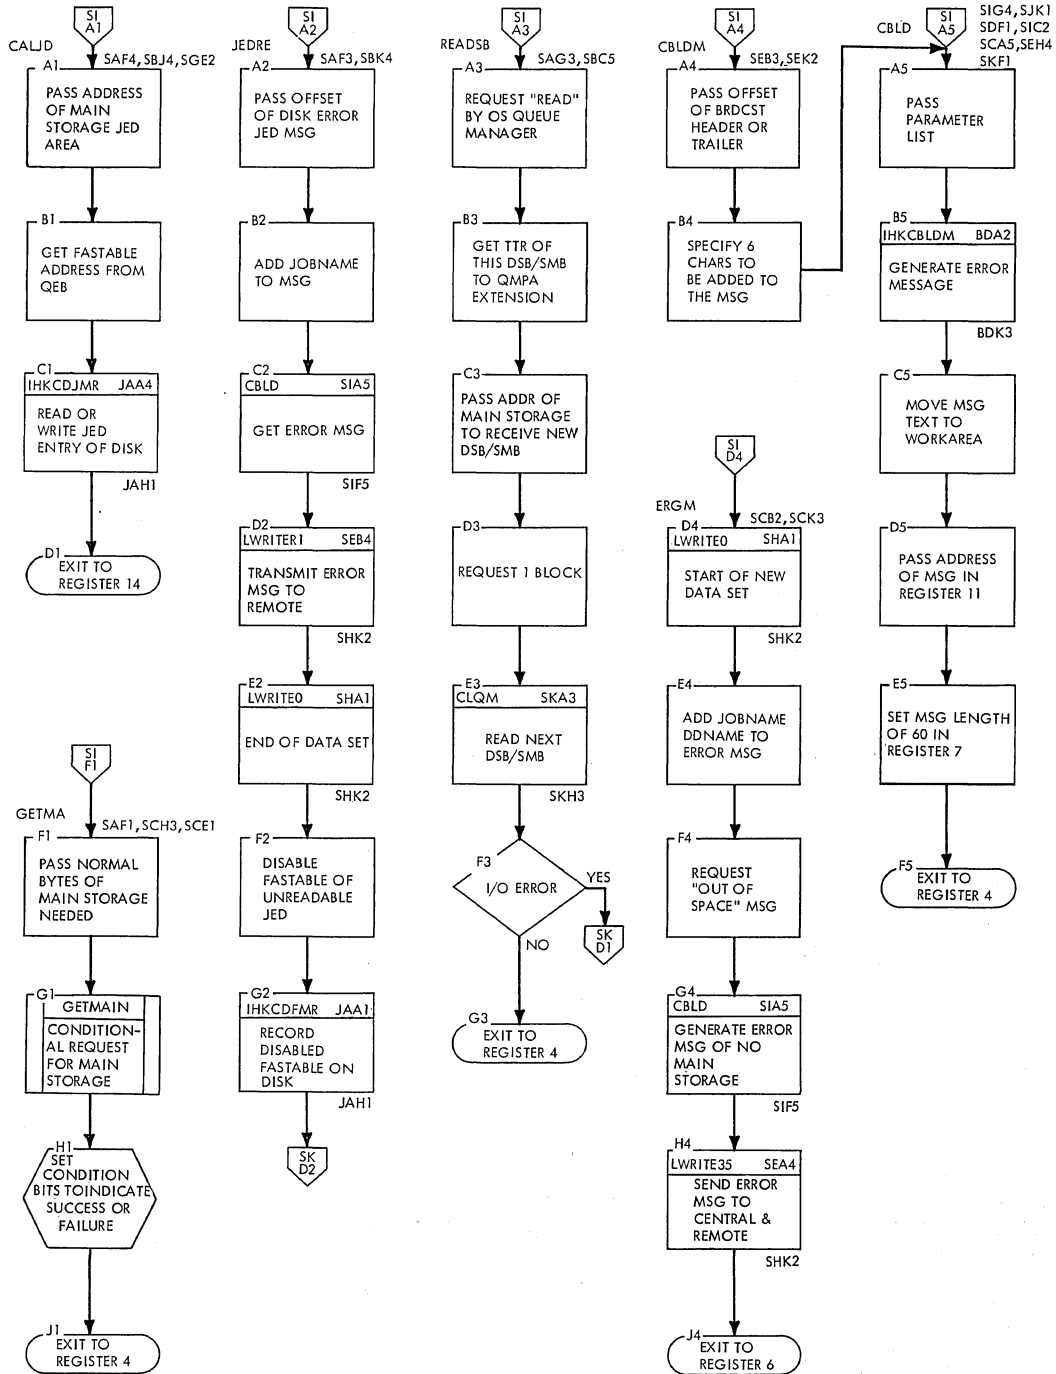 SI
A1
CALJD
SAF4, SBJ4, SGE2
A1
PASS ADDRESS
OF MAIN
STORAGE JED
AREA
B1
GET FASTABLE
ADDRESS FROM
QEB
C1
IHKCDJMR JAA4
READ OR
WRITE JED
ENTRY OF DISK
JAH1
D1
EXIT TO
REGISTER 14
SI
F1
GETMA
SAF1, SCH3, SCE1
F1
PASS NORMAL
BYTES OF
MAIN STORAGE
NEEDED
G1
GETMAIN
CONDITION-
AL REQUEST
FOR MAIN
STORAGE
H1
SET
CONDITION
BITS TOINDICATE
SUCCESS OR
FAILURE
J1
EXIT TO
REGISTER 4
SI
A2
JEDRE
SAF3, SBK4
A2
PASS OFFSET
OF DISK ERROR
JED MSG
B2
ADD JOBNAME
TO MSG
C2
CBLD SIA5
GET ERROR MSG
SIF5
D2
LWRITER1 SEB4
TRANSMIT ERROR
MSG TO
REMOTE
SHK2
E2
LWRITE0 SHA1
END OF DATA SET
SHK2
F2
DISABLE
FASTABLE OF
UNREADABLE
JED
G2
IHKCDFMR JAA1
RECORD
DISABLED
FASTABLE ON
DISK
JAH1
SK
D2
SI
A3
READSB
SAG3, SBC5
A3
REQUEST "READ"
BY OS QUEUE
MANAGER
B3
GET TTR OF
THIS DSB/SMB
TO QMPA
EXTENSION
C3
PASS ADDR OF
MAIN STORAGE
TO RECEIVE NEW
DSB/SMB
D3
REQUEST 1 BLOCK
E3
CLQM SKA3
READ NEXT
DSB/SMB
SKH3
F3
I/O ERROR
YES
SK
D1
NO
G3
EXIT TO
REGISTER 4
SI
A4
CBLDM
SEB3, SEK2
A4
PASS OFFSET
OF BRDCST
HEADER OR
TRAILER
B4
SPECIFY 6
CHARS TO
BE ADDED TO
THE MSG
SI
D4
ERGM
SCB2, SCK3
D4
LWRITE0 SHA1
START OF NEW
DATA SET
SHK2
E4
ADD JOBNAME
DDNAME TO
ERROR MSG
F4
REQUEST
"OUT OF
SPACE" MSG
G4
CBLD SIA5
GENERATE ERROR
MSG OF NO
MAIN
STORAGE
SIF5
H4
LWRITE35 SEA4
SEND ERROR
MSG TO
CENTRAL &
REMOTE
SHK2
J4
EXIT TO
REGISTER 6
SI
A5
CBLD
SIG4, SJK1
SDF1, SIC2
SCA5, SEH4
SKF1
A5
PASS
PARAMETER
LIST
B5
IHKCBLDM BDA2
GENERATE ERROR
MESSAGE
BDK3
C5
MOVE MSG
TEXT TO
WORKAREA
D5
PASS ADDRESS
OF MSG IN
REGISTER 11
E5
SET MSG LENGTH
OF 60 IN
REGISTER 7
F5
EXIT TO
REGISTER 4